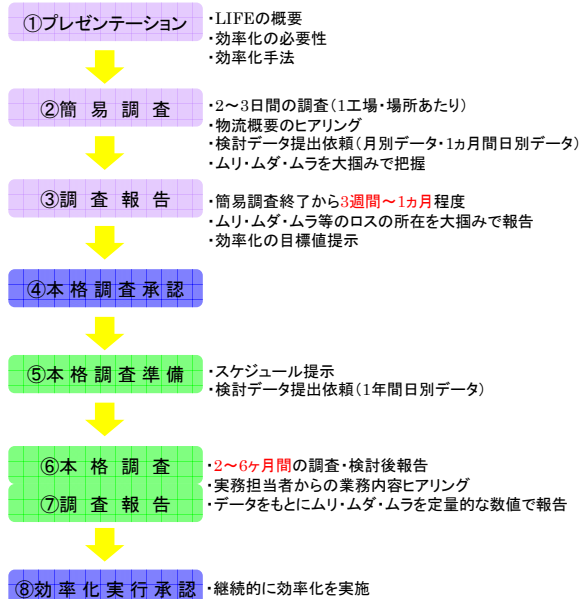 ①プレゼンテーション
・LIFEの概要
・効率化の必要性
・効率化手法
②簡易調査
・2～3日間の調査（1工場・場所あたり）
・物流概要のヒアリング
・検討データ提出依頼（月別データ・1ヵ月間日別データ）
・ムリ・ムダ・ムラを大掴みで把握
③調査報告
・簡易調査終了から3週間～1ヵ月程度
・ムリ・ムダ・ムラ等のロスの所在を大掴みで報告
・効率化の目標値提示
④本格調査承認
⑤本格調査準備
・スケジュール提示
・検討データ提出依頼（1年間日別データ）
⑥本格調査
・2～6ヶ月間の調査・検討後報告
・実務担当者からの業務内容ヒアリング
⑦調査報告
・データをもとにムリ・ムダ・ムラを定量的な数値で報告
⑧効率化実行承認
・継続的に効率化を実施